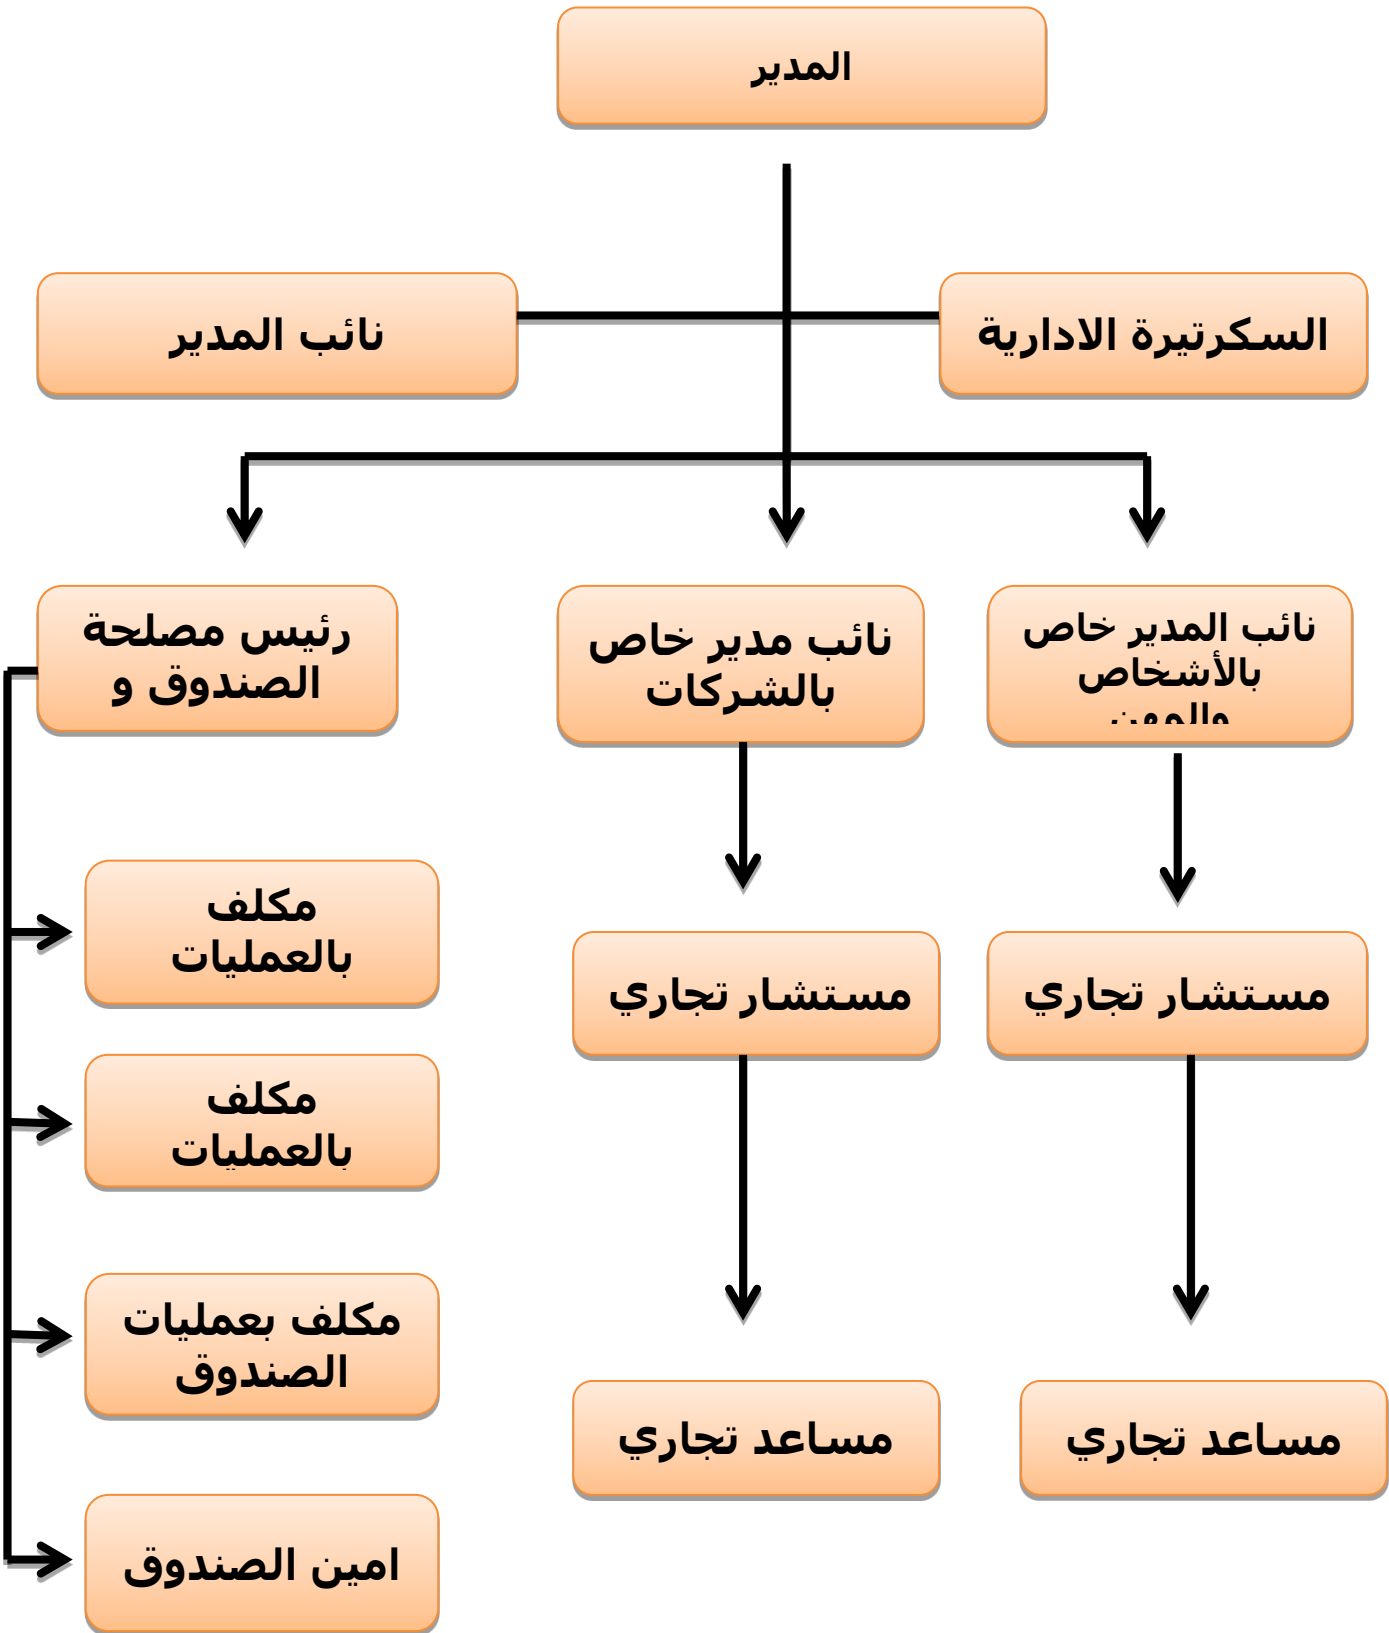 المدير
السكرتيرة الادارية
نائب المدير
نائب المدير خاص
بالأشخاص
والمهن
نائب مدير خاص
بالشركات
رئيس مصلحة
الصندوق و
مكلف
بالعمليات
مستشار تجاري
مستشار تجاري
مكلف
بالعمليات
مكلف بعمليات
الصندوق
مساعد تجاري
مساعد تجاري
امين الصندوق